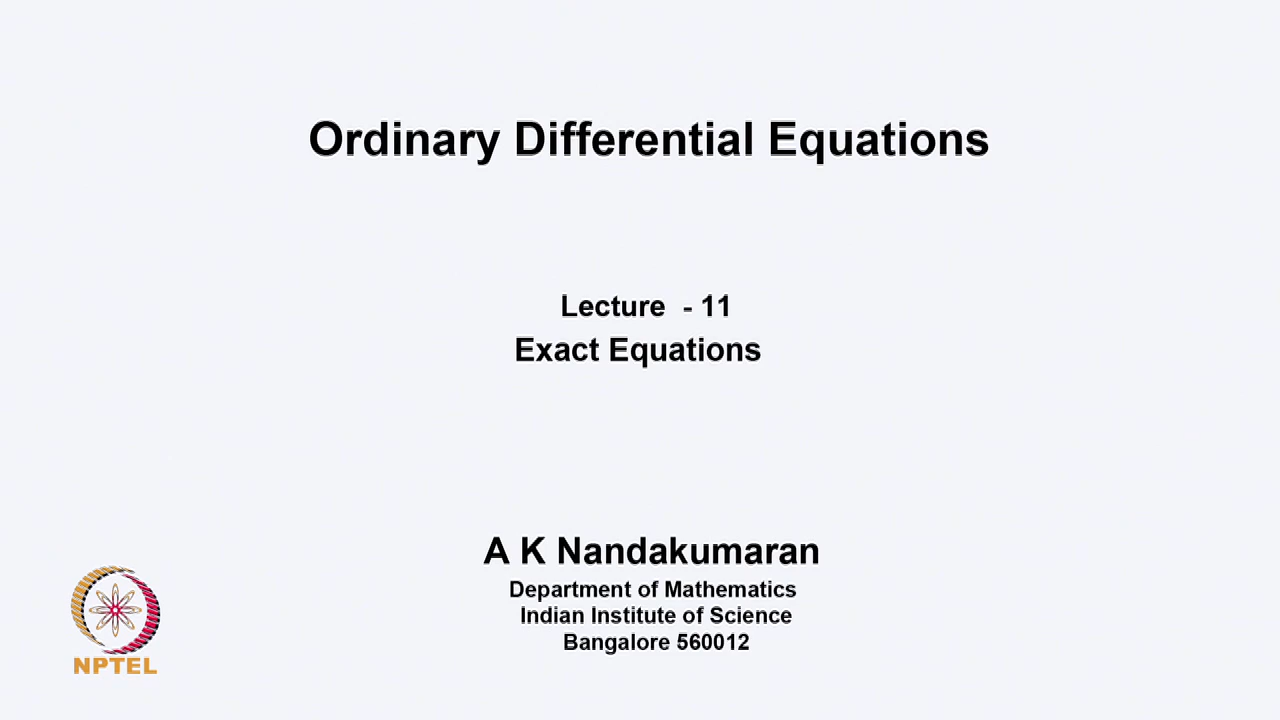 Ordinary Differential Equations
Lecture - 11
Exact Equations
A K Nandakumaran
Department of Mathematics
Indian Institute of Science
Bangalore 560012
NPTEL